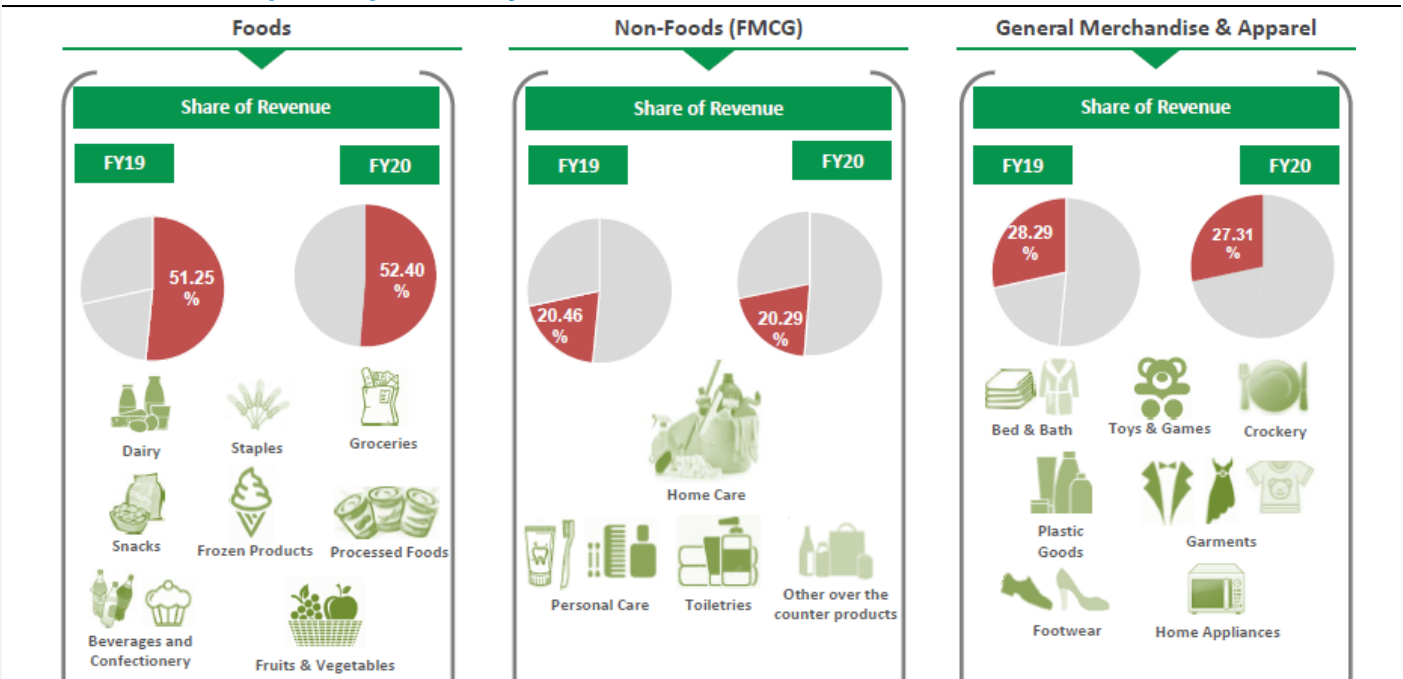 Foods
Share of Revenue
FY19
FY20
51.25
%
52.40
%
Dairy
Staples
Groceries
Snacks
Frozen Products
Processed Foods
Beverages and
Confectionery
Fruits & Vegetables
Non-Foods (FMCG)
Share of Revenue
FY19
FY20
20.46
%
20.29
%
Home Care
Personal Care
Toiletries
Other over the
counter products
General Merchandise & Apparel
Share of Revenue
FY19
FY20
28.29
%
27.31
%
Bed & Bath
Toys & Games
Crockery
Plastic
Goods
Garments
Footwear
Home Appliances